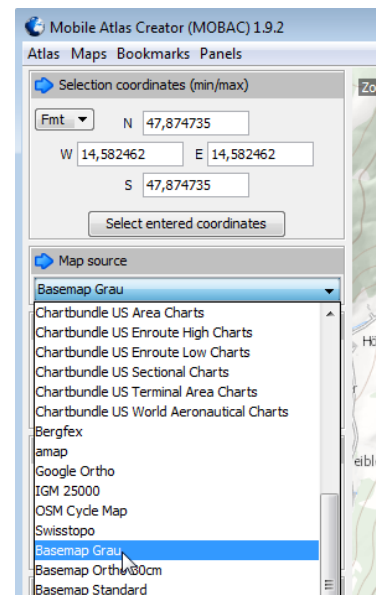 Mobile Atlas Creator (MOBAC) 1.9.2
Atlas Maps Bookmarks Panels
Selection coordinates (min/max)
Zo
Fmt N 47,874735
W 14,582462 E 14,582462
S 47,874735
Select entered coordinates
Map source
Basemap Grau
Chartbundle US Area Charts
Chartbundle US Enroute High Charts
Chartbundle US Enroute Low Charts
Chartbundle US Sectional Charts
Chartbundle US Terminal Area Charts
Chartbundle US World Aeronautical Charts
Bergfex
amap
Google Ortho
IGM 25000
OSM Cycle Map
Swisstopo
Basemap Grau
Basemap Ortho 30cm
Basemap Standard
Hö
eibl